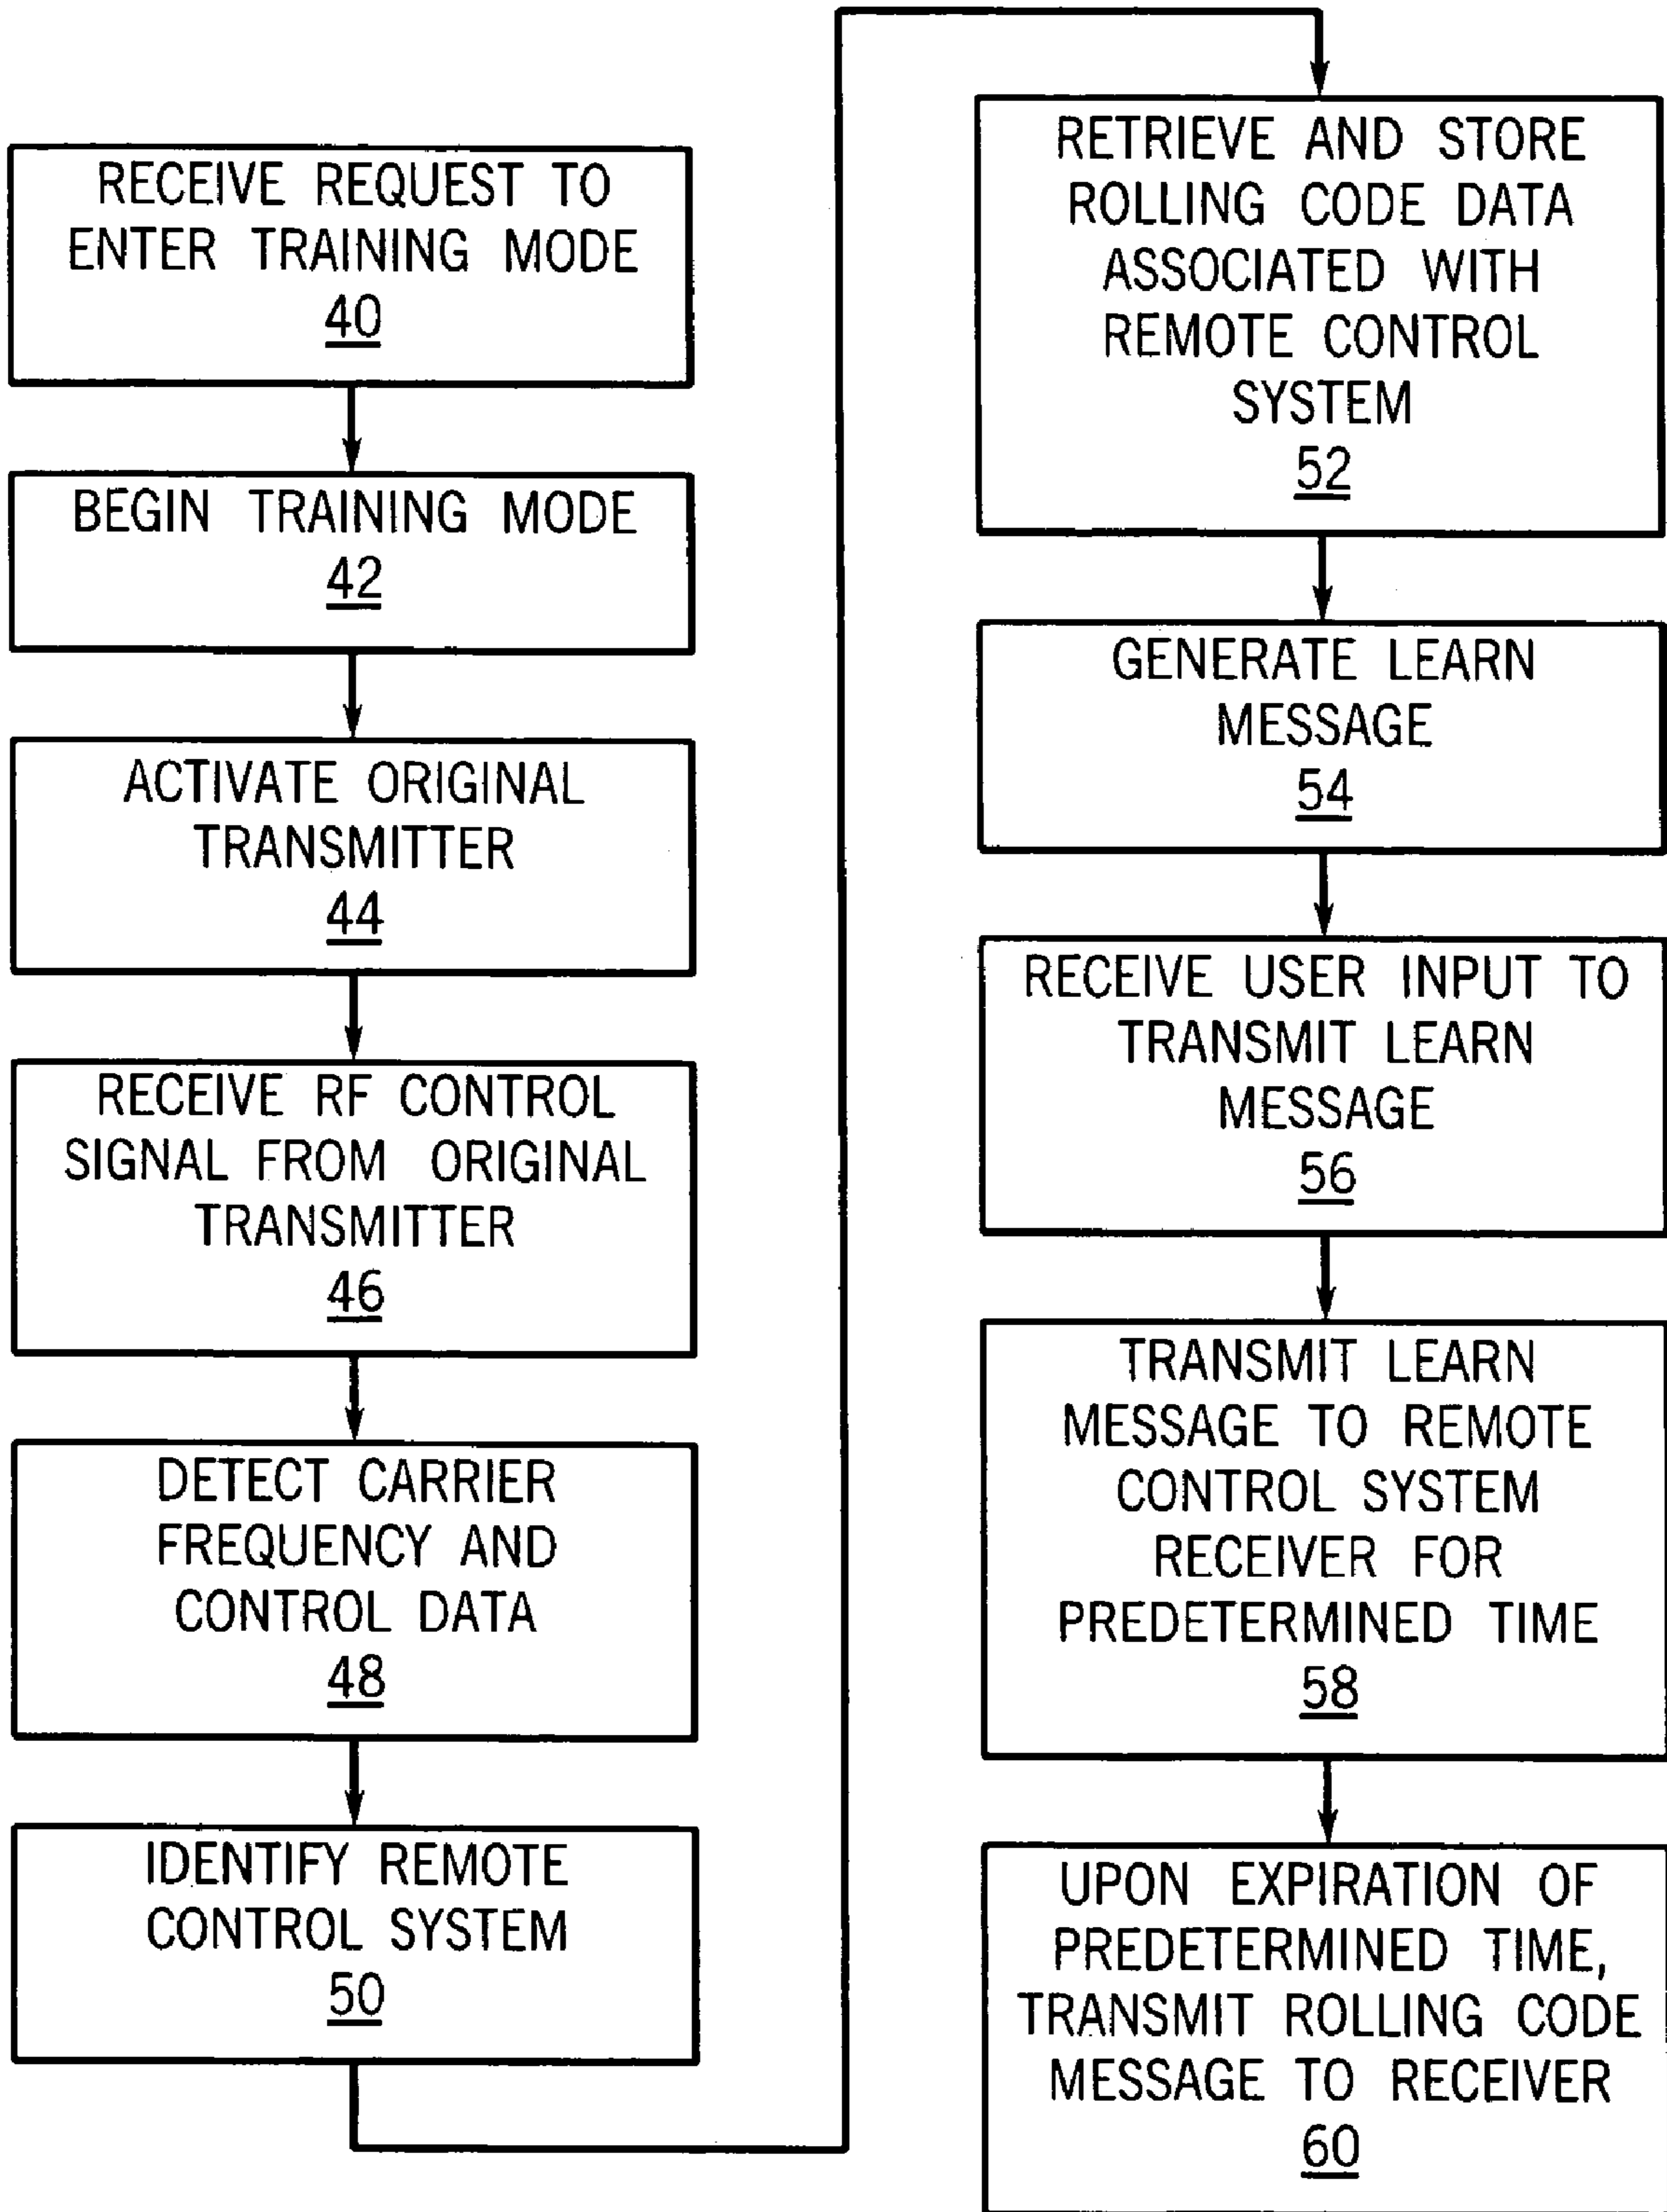 RECEIVE REQUEST TO
ENTER TRAINING MODE
40
BEGIN TRAINING MODE
42
ACTIVATE ORIGINAL
TRANSMITTER
44
RECEIVE RF CONTROL
SIGNAL FROM ORIGINAL
TRANSMITTER
46
DETECT CARRIER
FREQUENCY AND
CONTROL DATA
48
IDENTIFY REMOTE
CONTROL SYSTEM
50
RETRIEVE AND STORE
ROLLING CODE DATA
ASSOCIATED WITH
REMOTE CONTROL
SYSTEM
52
GENERATE LEARN
MESSAGE
54
RECEIVE USER INPUT TO
TRANSMIT LEARN
MESSAGE
56
TRANSMIT LEARN
MESSAGE TO REMOTE
CONTROL SYSTEM
RECEIVER FOR
PREDETERMINED TIME
58
UPON EXPIRATION OF
PREDETERMINED TIME,
TRANSMIT ROLLING CODE
MESSAGE TO RECEIVER
60